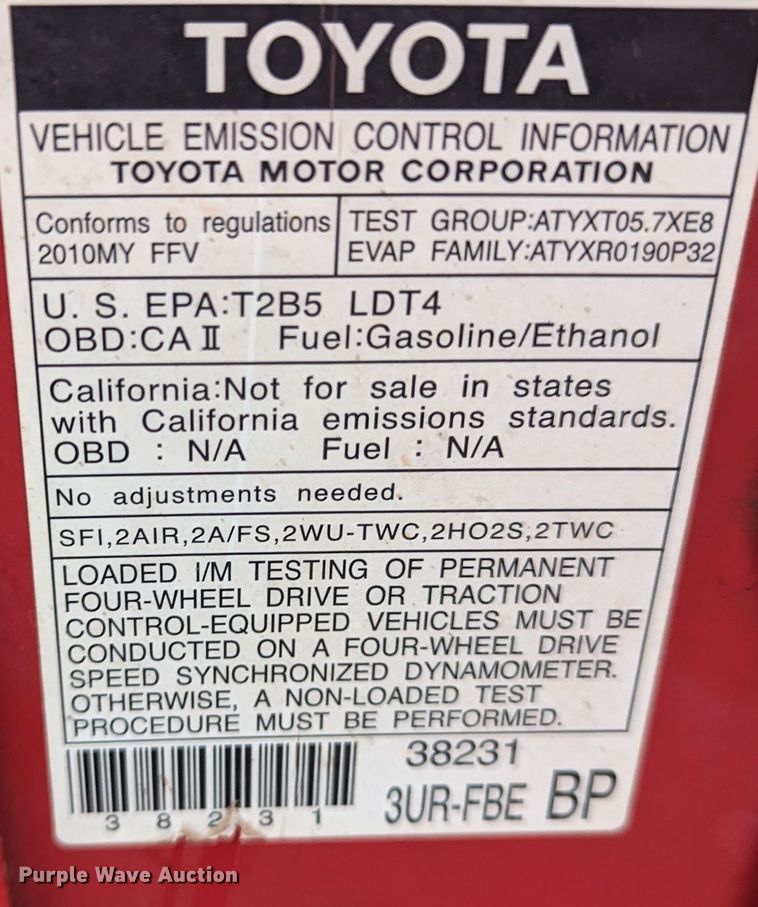 TOYOTA
VEHICLE EMISSION CONTROL INFORMATION
TOYOTA MOTOR CORPORATION
Conforms to regulations
2010MY FFV
TEST GROUP:ATYXT05.7XE8
EVAP FAMILY:ATYXR0190P32
U. S. EPA:T2B5 LDT4
OBD:CA II Fuel:Gasoline/Ethanol
California:Not for sale in states
with California emissions standards.
OBD : N/A Fuel : N/A
No adjustments needed.
SFI,2AIR,2A/FS,2WU-TWC,2HO2S,2TWC
LOADED I/M TESTING OF PERMANENT
FOUR-WHEEL DRIVE OR TRACTION
CONTROL-EQUIPPED VEHICLES MUST BE
CONDUCTED ON A FOUR-WHEEL DRIVE
SPEED SYNCHRONIZED DYNAMOMETER.
OTHERWISE, A NON-LOADED TEST
PROCEDURE MUST BE PERFORMED.
38231
3 8 2 3 1
3UR-FBE BP
Purple Wave Auction